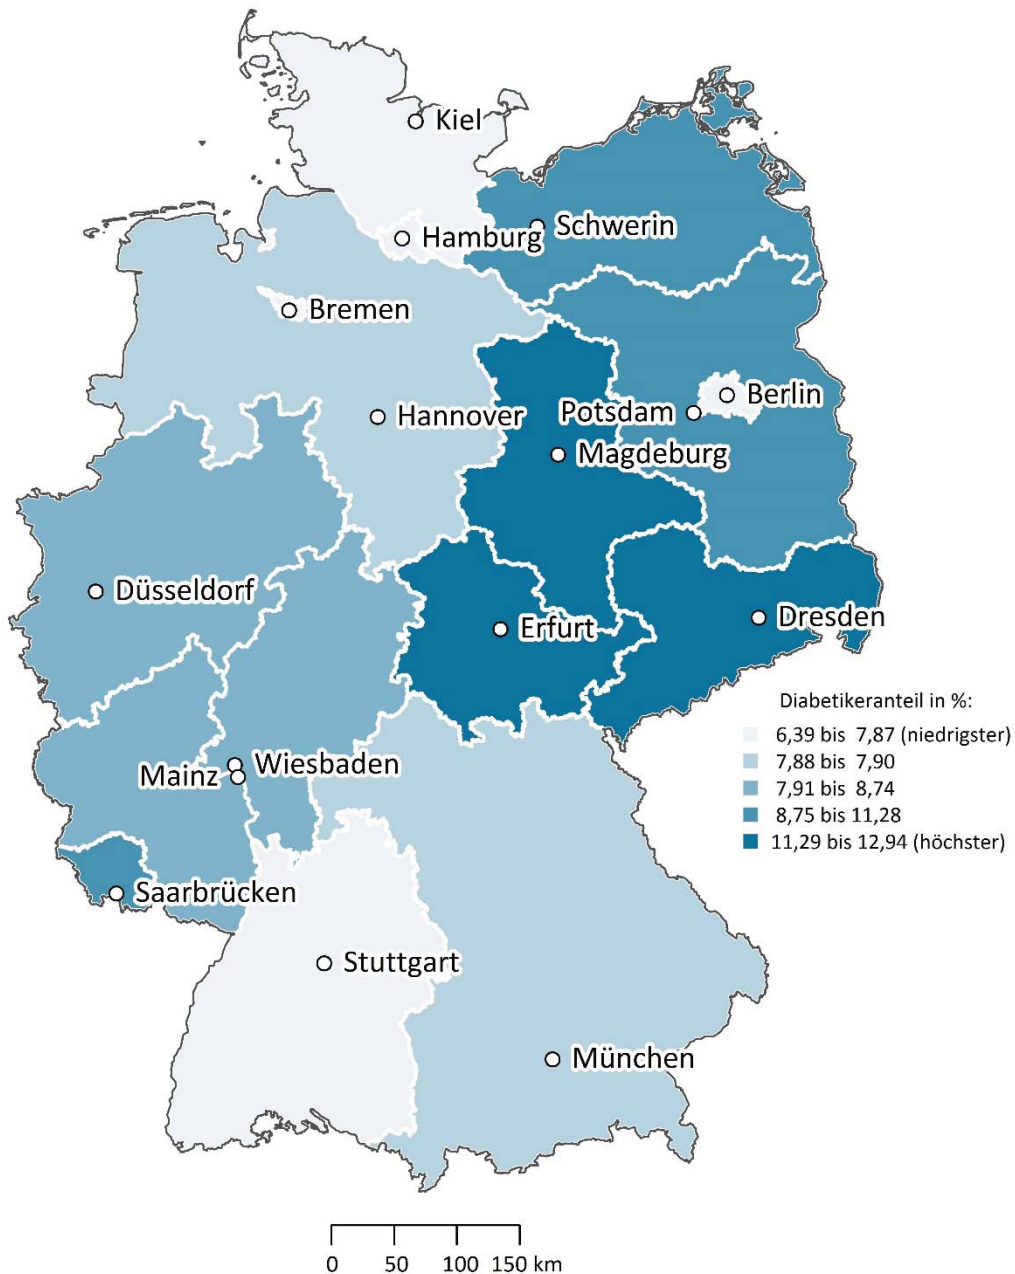 Kiel
Schwerin
Hamburg
Bremen
Berlin
Hannover
Potsdam
Magdeburg
Düsseldorf
Dresden
Erfurt
Diabetikeranteil in %:
6,39 bis 7,87 (niedrigster)
7,88 bis 7,90
7,91 bis 8,74
8,75 bis 11,28
11,29 bis 12,94 (höchster)
Wiesbaden
Mainz
Saarbrücken
Stuttgart
München
0 50 100 150 km